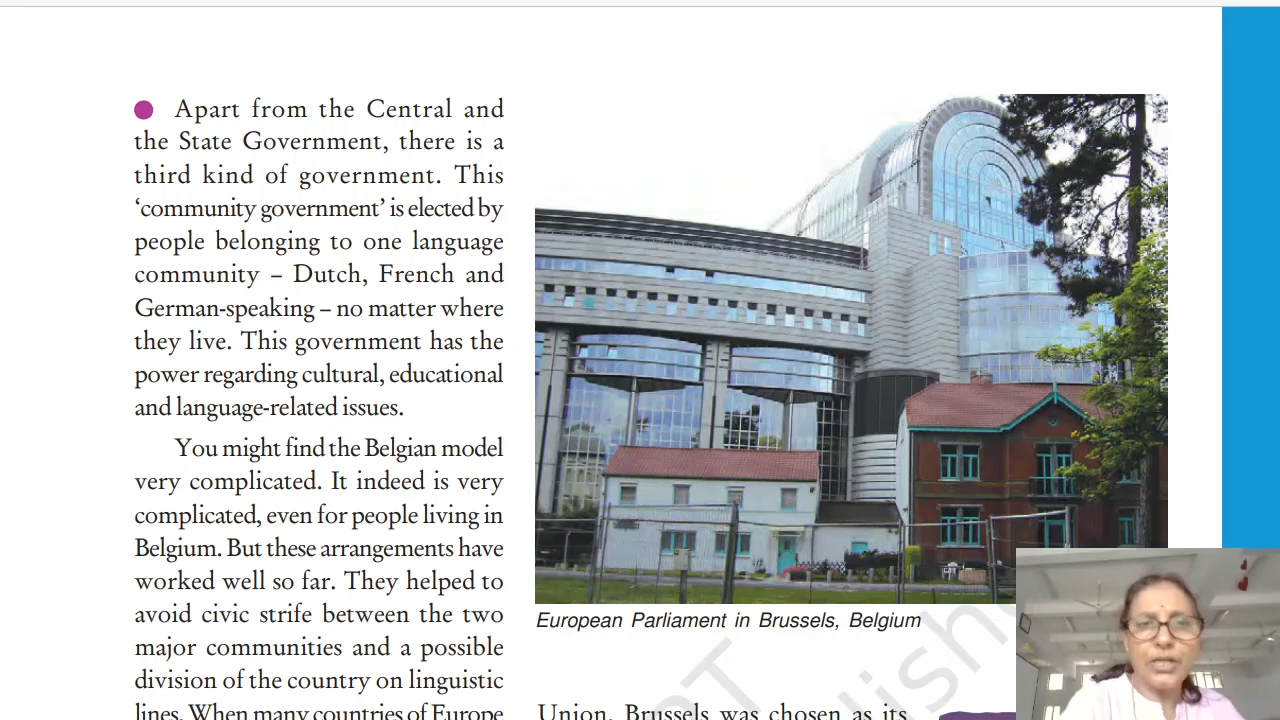 Apart from the Central and
the State Government, there is a
third kind of government. This
‘community government’ is elected by
people belonging to one language
community – Dutch, French and
German-speaking – no matter where
they live. This government has the
power regarding cultural, educational
and language-related issues.
You might find the Belgian model
very complicated. It indeed is very
complicated, even for people living in
Belgium. But these arrangements have
worked well so far. They helped to
avoid civic strife between the two
major communities and a possible
division of the country on linguistic
lines. When many countries of Europe
European Parliament in Brussels, Belgium
Union, Brussels was chosen as its